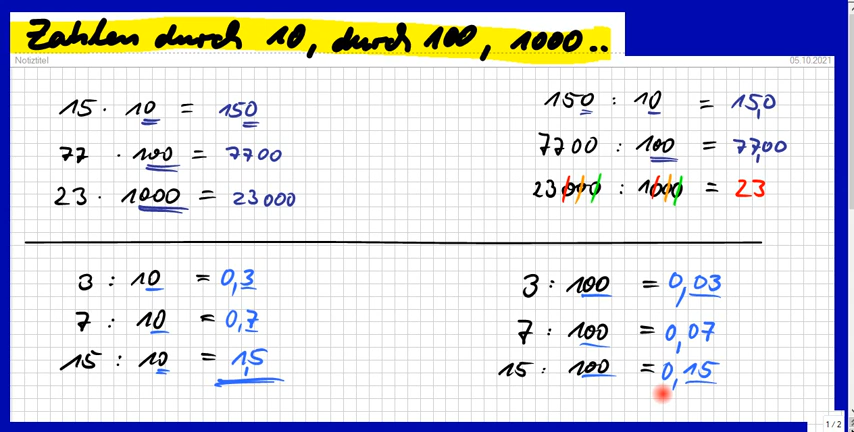 Zahlen durch 10, durch 100, 1000..
Notiztitel
05.10.2021
15 · 10 = 150
77 · 100 = 7700
23 · 1000 = 23000
150 : 10 = 15,0
7700 : 100 = 77,00
23000 : 1000 = 23
3 : 10 = 0,3
7 : 10 = 0,7
15 : 10 = 1,5
3 : 100 = 0,03
7 : 100 = 0,07
15 : 100 = 0,15
1 / 2